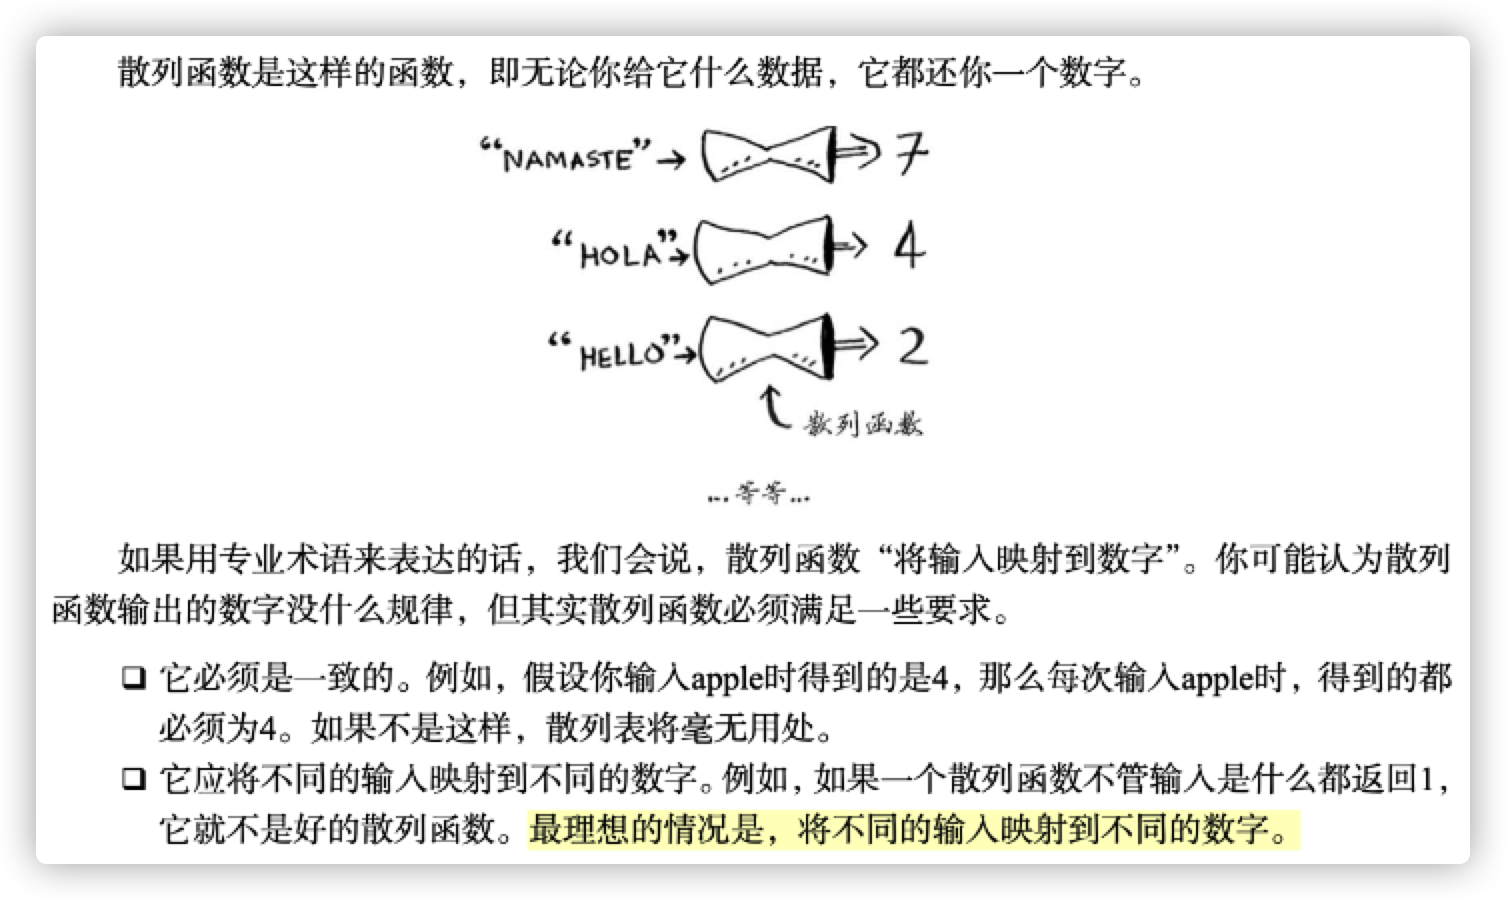 散列函数是这样的函数，即无论你给它什么数据，它都还你一个数字。
“NAMASTE”→ 7
“HOLA”→ 4
“HELLO”→ 2
散列函数
…等等…
如果用专业术语来表达的话，我们会说，散列函数“将输入映射到数字”。你可能认为散列
函数输出的数字没什么规律，但其实散列函数必须满足一些要求。
❑ 它必须是一致的。例如，假设你输入apple时得到的是4，那么每次输入apple时，得到的都
必须为4。如果不是这样，散列表将毫无用处。
❑ 它应将不同的输入映射到不同的数字。例如，如果一个散列函数不管输入是什么都返回1，
它就不是好的散列函数。最理想的情况是，将不同的输入映射到不同的数字。